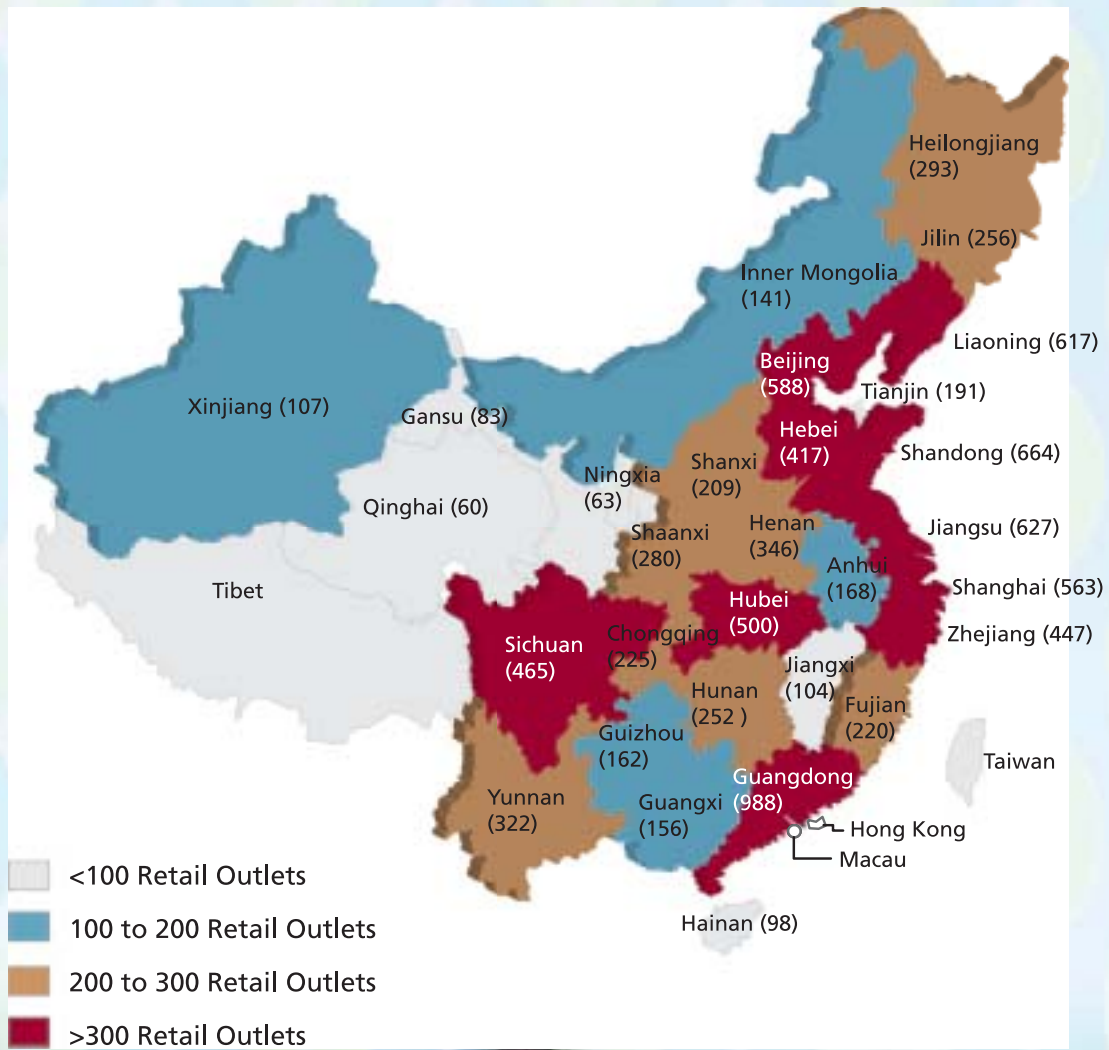 Heilongjiang
(293)
Jilin (256)
Inner Mongolia
(141)
Liaoning (617)
Beijing
(588)
Tianjin (191)
Xinjiang (107)
Gansu (83)
Hebei
(417)
Shandong (664)
Shanxi
(209)
Ningxia
(63)
Qinghai (60)
Henan
(346)
Jiangsu (627)
Shaanxi
(280)
Anhui
(168)
Tibet
Shanghai (563)
Hubei
(500)
Zhejiang (447)
Sichuan
(465)
Chongqing
(225)
Jiangxi
(104)
Hunan
(252 )
Fujian
(220)
Guizhou
(162)
Taiwan
Guangdong
(988)
Yunnan
(322)
Guangxi
(156)
Hong Kong
Macau
Hainan (98)
<100 Retail Outlets
100 to 200 Retail Outlets
200 to 300 Retail Outlets
>300 Retail Outlets